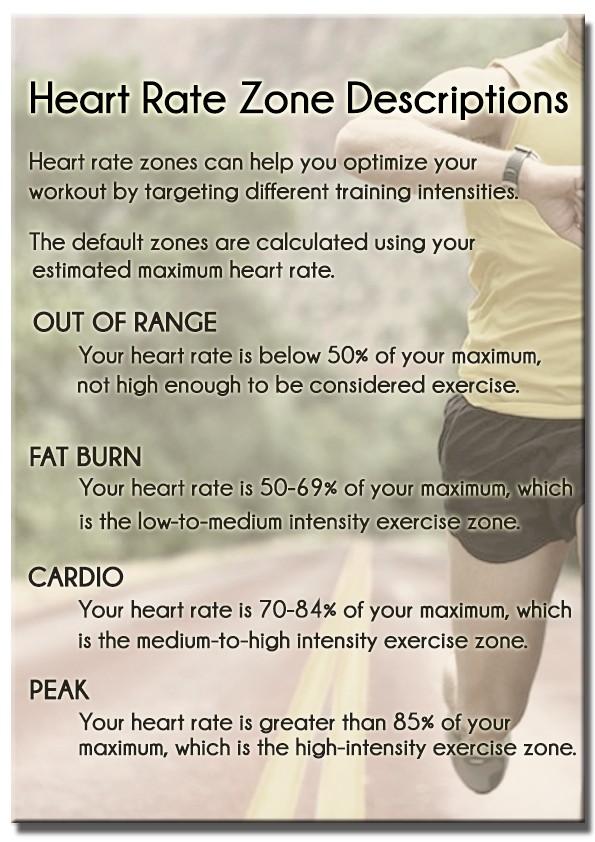 Heart Rate Zone Descriptions
Heart rate zones can help you optimize your
workout by targeting different training intensities.
The default zones are calculated using your
estimated maximum heart rate.
OUT OF RANGE
Your heart rate is below 50% of your maximum,
not high enough to be considered exercise.
FAT BURN
Your heart rate is 50-69% of your maximum, which
is the low-to-medium intensity exercise zone.
CARDIO
Your heart rate is 70-84% of your maximum, which
is the medium-to-high intensity exercise zone.
PEAK
Your heart rate is greater than 85% of your
maximum, which is the high-intensity exercise zone.